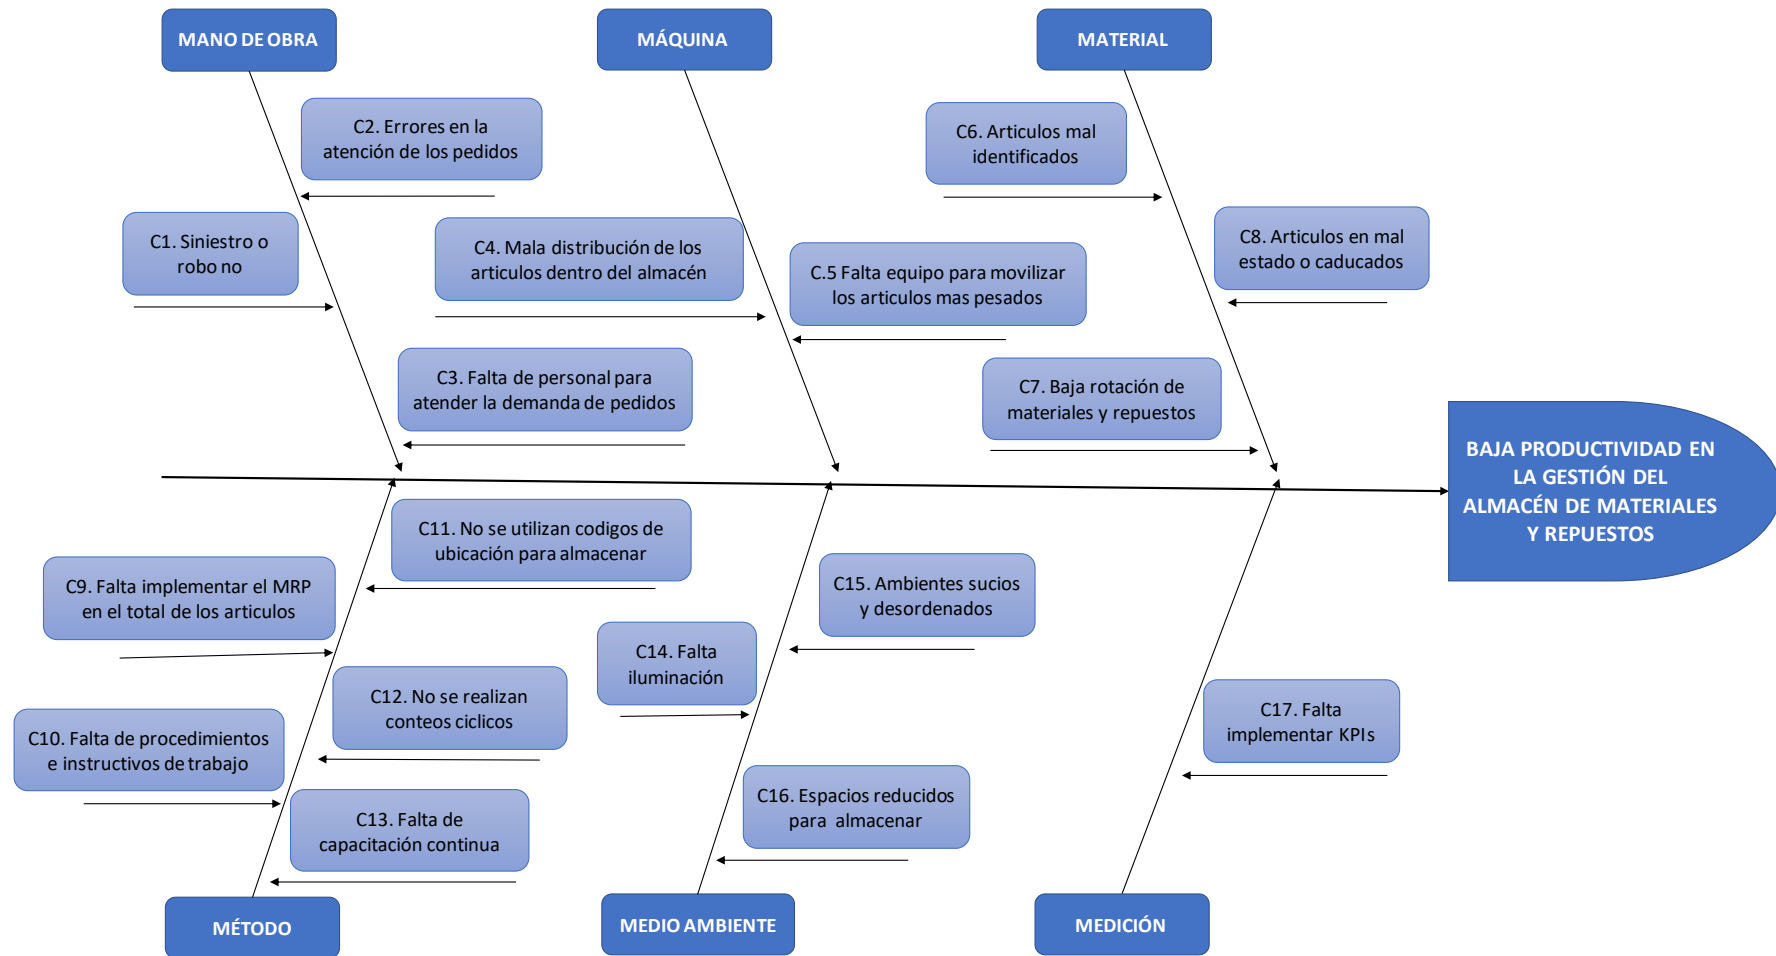 MANO DE OBRA
MÁQUINA
MATERIAL
C2. Errores en la
atención de los pedidos
C6. Articulos mal
identificados
C1. Siniestro o
robo no
C4. Mala distribución de los
articulos dentro del almacén
C.5 Falta equipo para movilizar
los articulos mas pesados
C8. Articulos en mal
estado o caducados
C3. Falta de personal para
atender la demanda de pedidos
C7. Baja rotación de
materiales y repuestos
BAJA PRODUCTIVIDAD EN
LA GESTIÓN DEL
ALMACÉN DE MATERIALES
Y REPUESTOS
C11. No se utilizan codigos de
ubicación para almacenar
C9. Falta implementar el MRP
en el total de los articulos
C15. Ambientes sucios
y desordenados
C14. Falta
iluminación
C12. No se realizan
conteos ciclicos
C10. Falta de procedimientos
e instructivos de trabajo
C17. Falta
implementar KPIs
C13. Falta de
capacitación continua
C16. Espacios reducidos
para almacenar
MÉTODO
MEDIO AMBIENTE
MEDICIÓN